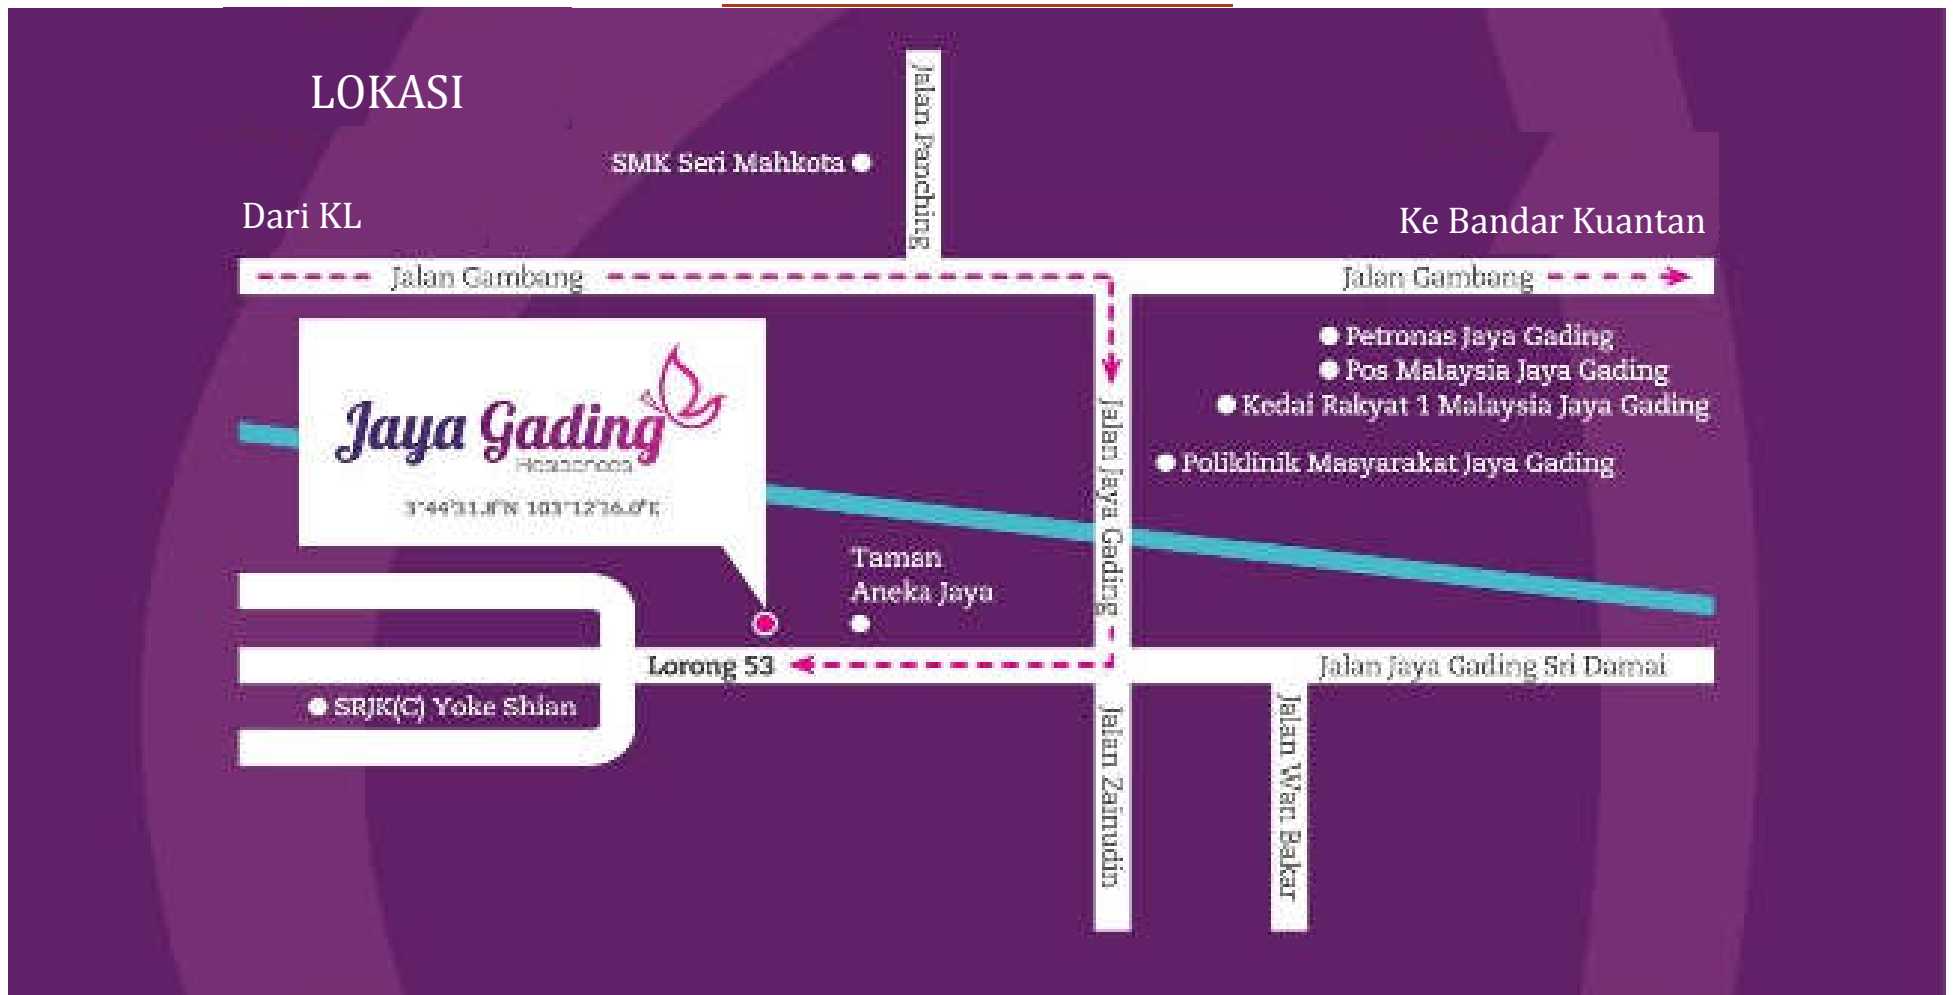 LOKASI
Jalan Panching
SMK Seri Mahkota
Dari KL
Ke Bandar Kuantan
Jalan Gambang
Jalan Gambang
Petronas Jaya Gading
Pos Malaysia Jaya Gading
Kedai Rakyat 1 Malaysia Jaya Gading
Poliklinik Masyarakat Jaya Gading
Jaya Gading
Residences
Jalan Jaya Gading
Taman
Aneka Jaya
Lorong 53
Jalan Jaya Gading Sri Damai
SRJK(C) Yoke Shian
Jalan Zainudin
Jalan Wan Bakar